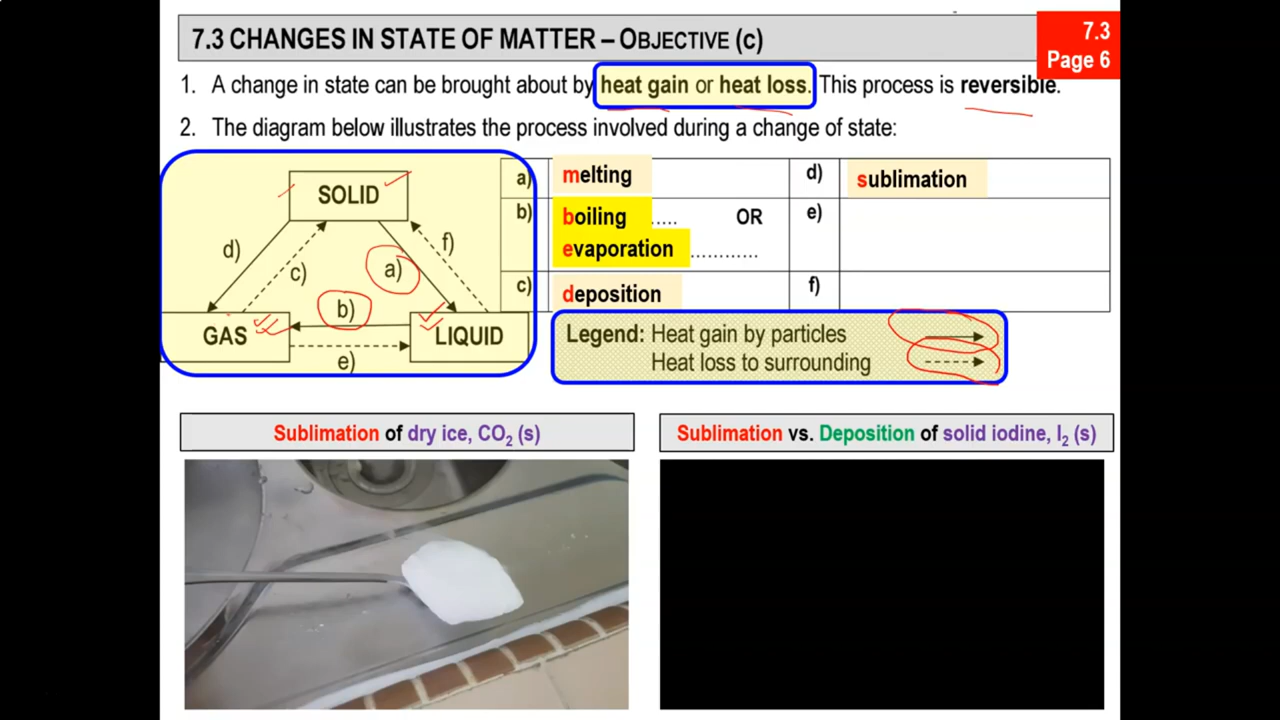 7.3 CHANGES IN STATE OF MATTER – OBJECTIVE (c)
7.3
Page 6
1. A change in state can be brought about by heat gain or heat loss. This process is reversible.
2. The diagram below illustrates the process involved during a change of state:
SOLID
d)
c)
a)
f)
b)
GAS
LIQUID
e)
a) melting
d) sublimation
b) boiling ..... OR
evaporation ............
e)
c) deposition
f)
Legend: Heat gain by particles
Heat loss to surrounding
Sublimation of dry ice, CO₂ (s)
Sublimation vs. Deposition of solid iodine, I₂ (s)